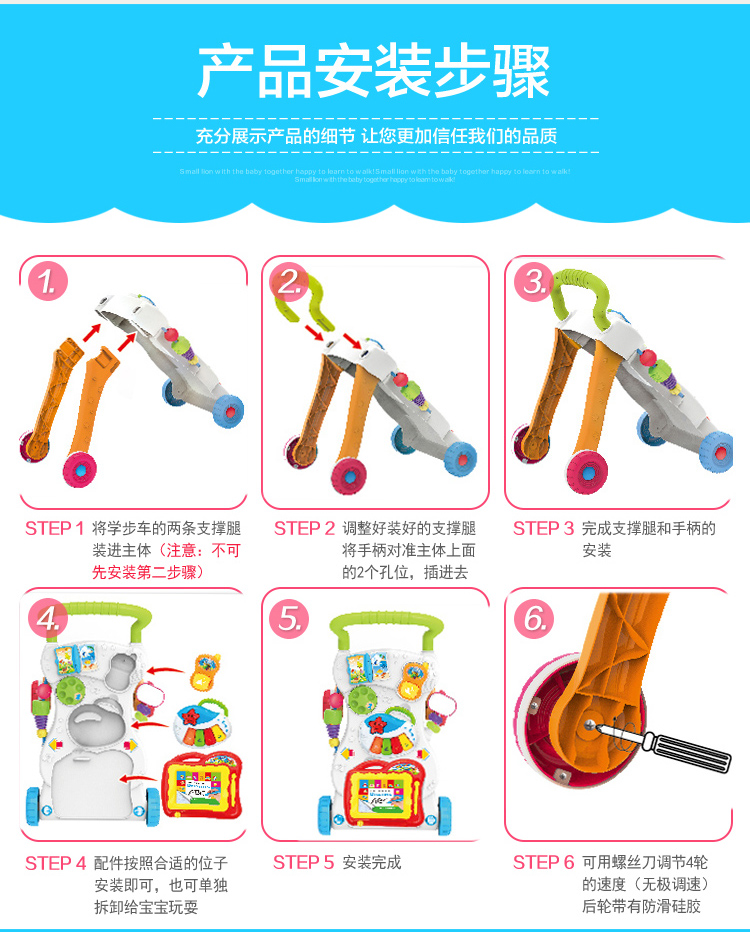 产品安装步骤
充分展示产品的细节 让您更加信任我们的品质
Small lion with the baby together happy to learn to walk!Small lion with the baby together happy to learn to walk!
Small lion with the baby together happy to learn to walk!
1.
2.
3.
STEP 1 将学步车的两条支撑腿
装进主体（注意：不可
先安装第二步骤）
STEP 2 调整好装好的支撑腿
将手柄对准主体上面
的2个孔位，插进去
STEP 3 完成支撑腿和手柄的
安装
4.
5.
6.
STEP 4 配件按照合适的位子
安装即可，也可单独
拆卸给宝宝玩耍
STEP 5 安装完成
STEP 6 可用螺丝刀调节4轮
的速度（无极调速）
后轮带有防滑硅胶